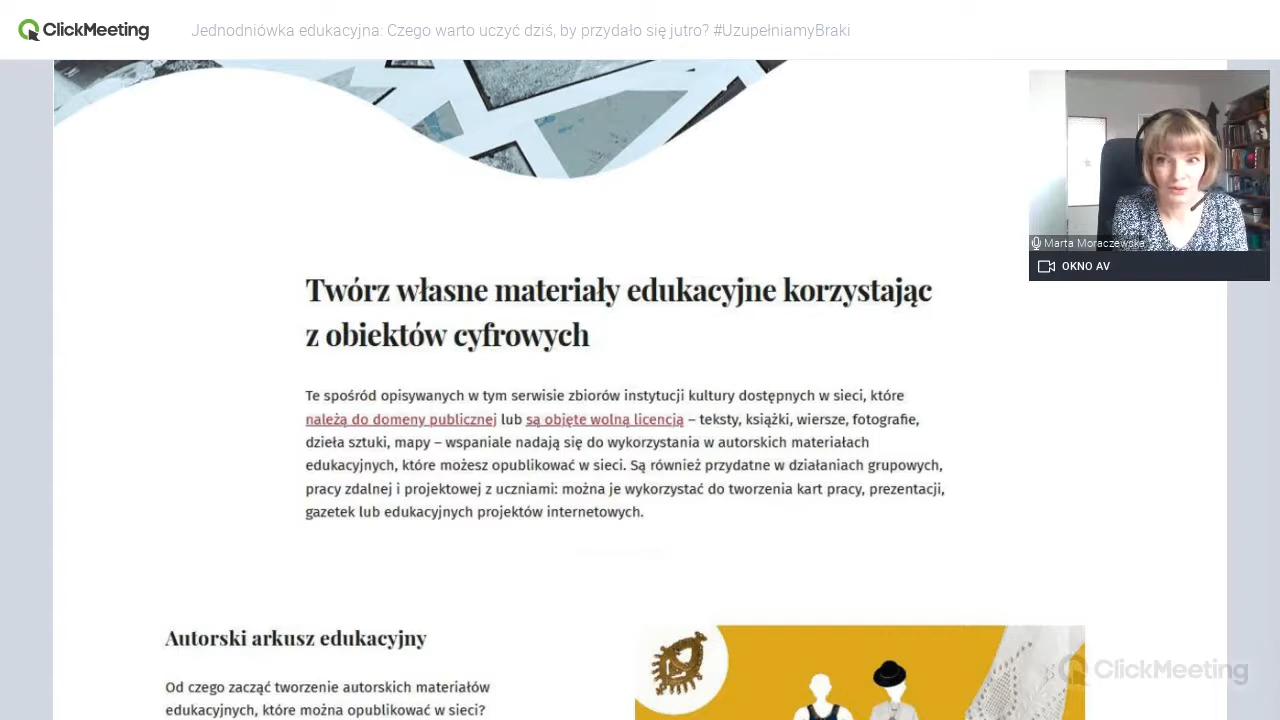 ClickMeeting
Jednodniówka edukacyjna: Czego warto uczyć dziś, by przydało się jutro? #UzupełniamyBraki
Marta Moraczewska
OKNO AV
Twórz własne materiały edukacyjne korzystając
z obiektów cyfrowych
Te spośród opisywanych w tym serwisie zbiorów instytucji kultury dostępnych w sieci, które
należą do domeny publicznej lub są objęte wolną licencją – teksty, książki, wiersze, fotografie,
dzieła sztuki, mapy – wspaniale nadają się do wykorzystania w autorskich materiałach
edukacyjnych, które możesz opublikować w sieci. Są również przydatne w działaniach grupowych,
pracy zdalnej i projektowej z uczniami: można je wykorzystać do tworzenia kart pracy, prezentacji,
gazetek lub edukacyjnych projektów internetowych.
Autorski arkusz edukacyjny
Od czego zacząć tworzenie autorskich materiałów
edukacyjnych, które można opublikować w sieci?
ClickMeeting